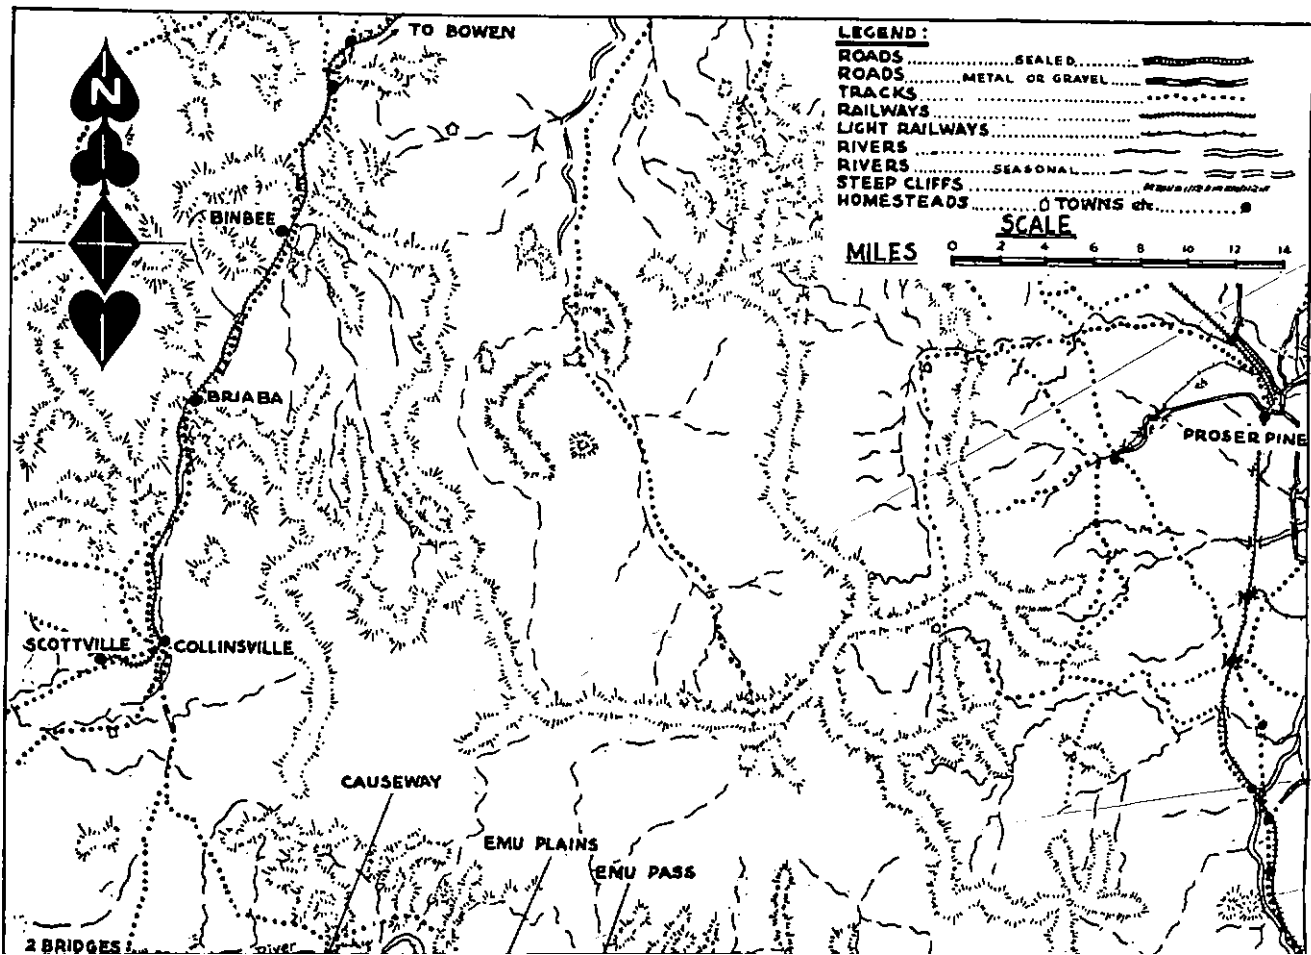 TO BOWEN
LEGEND:
ROADS SEALED
ROADS METAL OR GRAVEL
TRACKS
RAILWAYS
LIGHT RAILWAYS
RIVERS
RIVERS SEASONAL
STEEP CLIFFS
HOMESTEADS TOWNS etc.
SCALE
MILES 0 2 4 6 8 10 12 14
N
BINBEE
BRIABA
PROSERPINE
SCOTTVILLE
COLLINSVILLE
CAUSEWAY
EMU PLAINS
EMU PASS
2 BRIDGES
River